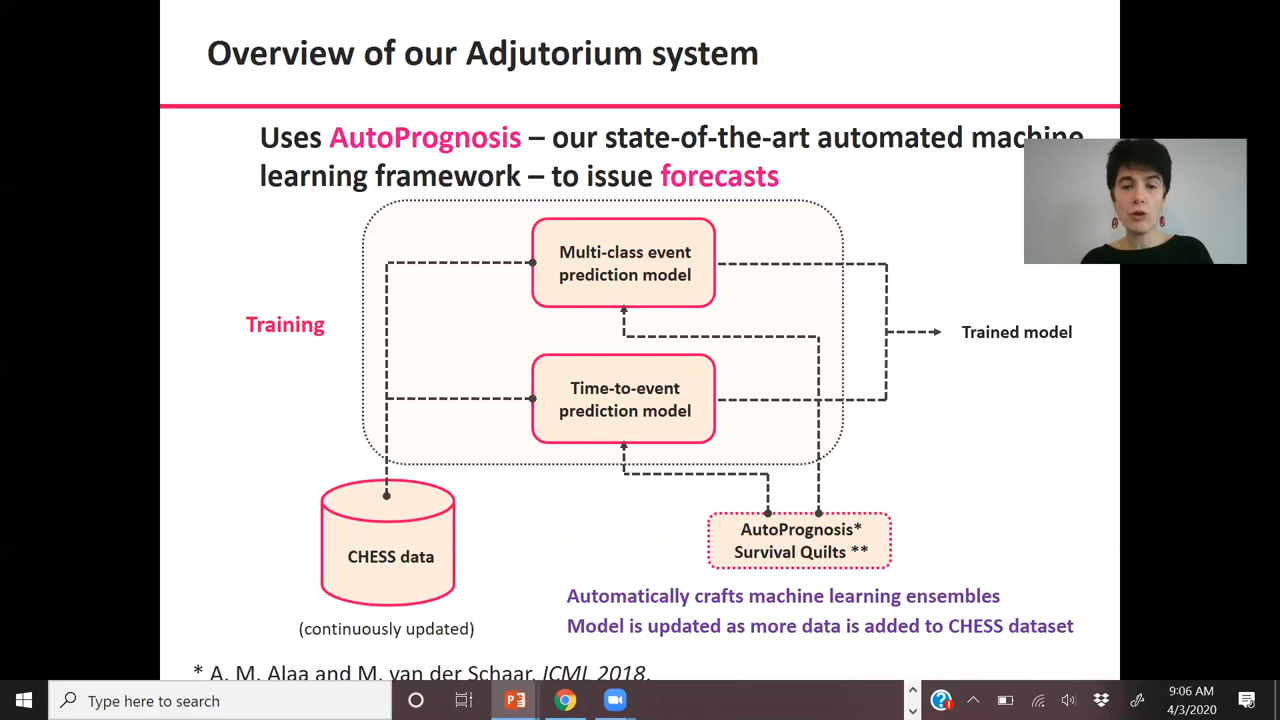 Overview of our Adjutorium system
Uses AutoPrognosis – our state-of-the-art automated machine
learning framework – to issue forecasts
Multi-class event
prediction model
Training
Trained model
Time-to-event
prediction model
CHESS data
(continuously updated)
AutoPrognosis*
Survival Quilts **
Automatically crafts machine learning ensembles
Model is updated as more data is added to CHESS dataset
* A. M. Alaa and M. van der Schaar, ICML 2018.
Type here to search
9:06 AM
4/3/2020